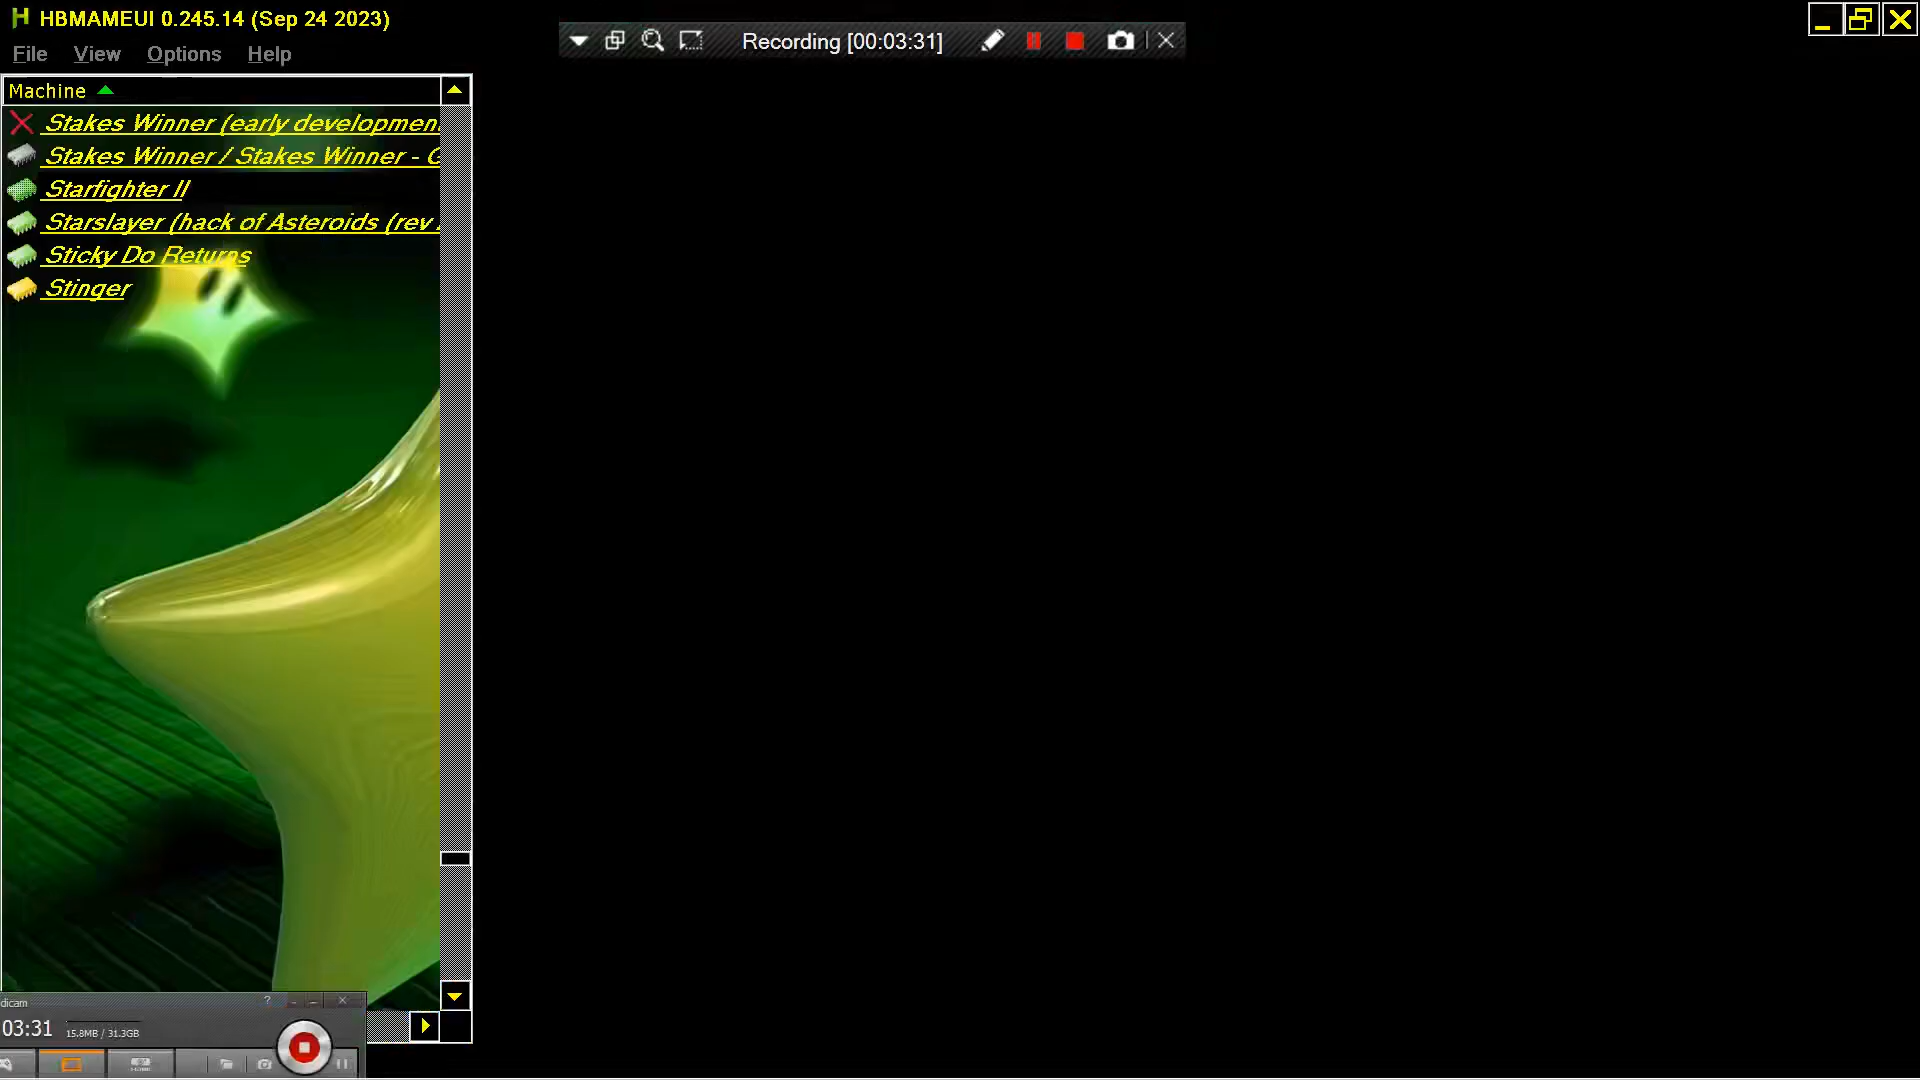 HBMAMEUI 0.245.14 (Sep 24 2023)
Recording [00:03:31]
File View Options Help
Machine
Stakes Winner (early developmen
Stakes Winner / Stakes Winner - G
Starfighter II
Starslayer (hack of Asteroids (rev
Sticky Do Returns
Stinger
dicam
03:31 15.8MB / 31.3GB